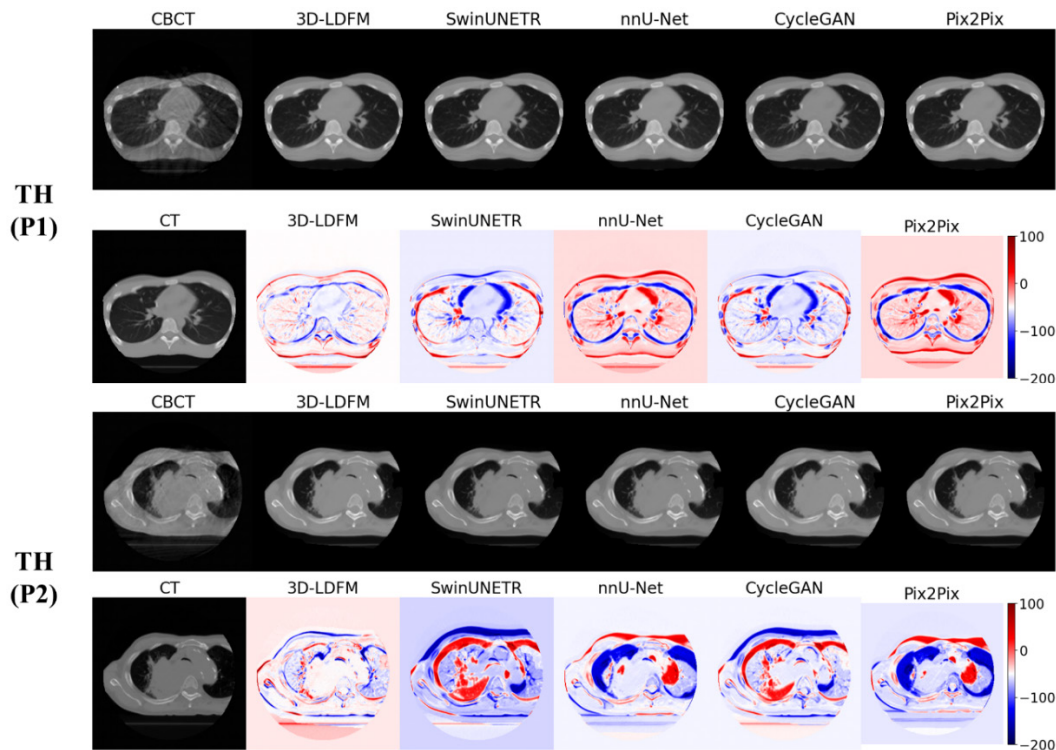 CBCT 3D-LDFM SwinUNETR nnU-Net CycleGAN Pix2Pix
TH
(P1)
CT 3D-LDFM SwinUNETR nnU-Net CycleGAN Pix2Pix
100
0
−100
−200
CBCT 3D-LDFM SwinUNETR nnU-Net CycleGAN Pix2Pix
TH
(P2)
CT 3D-LDFM SwinUNETR nnU-Net CycleGAN Pix2Pix
100
0
−100
−200